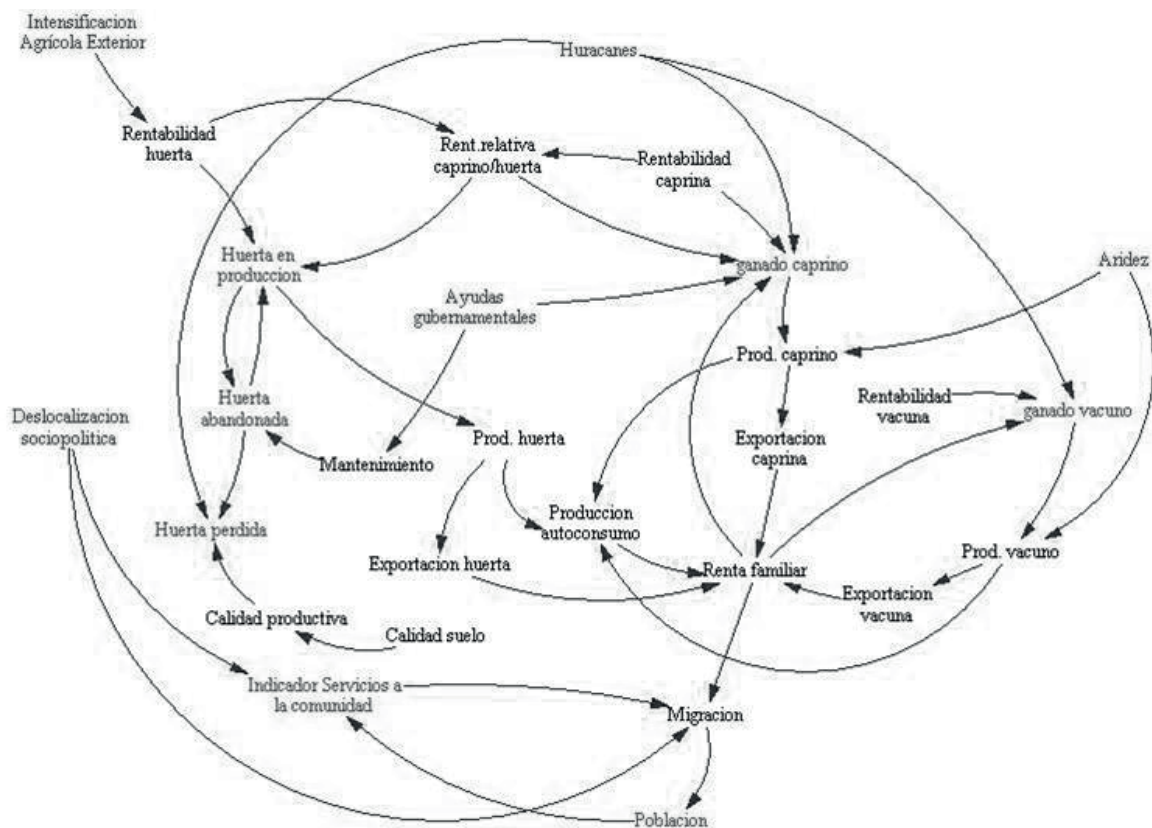 Intensificacion
Agrícola Exterior
Huracanes
Rentabilidad
huerta
Rent.relativa
caprino/huerta
Rentabilidad
caprina
Huerta en
produccion
ganado caprino
Aridez
Ayudas
gubernamentales
Prod. caprino
Huerta
abandonada
Rentabilidad
vacuna
ganado vacuno
Deslocalizacion
sociopolitica
Prod. huerta
Exportacion
caprina
Mantenimiento
Huerta perdida
Produccion
autoconsumo
Prod. vacuno
Exportacion huerta
Renta familiar
Exportacion
vacuna
Calidad productiva
Calidad suelo
Indicador Servicios a
la comunidad
Migracion
Poblacion